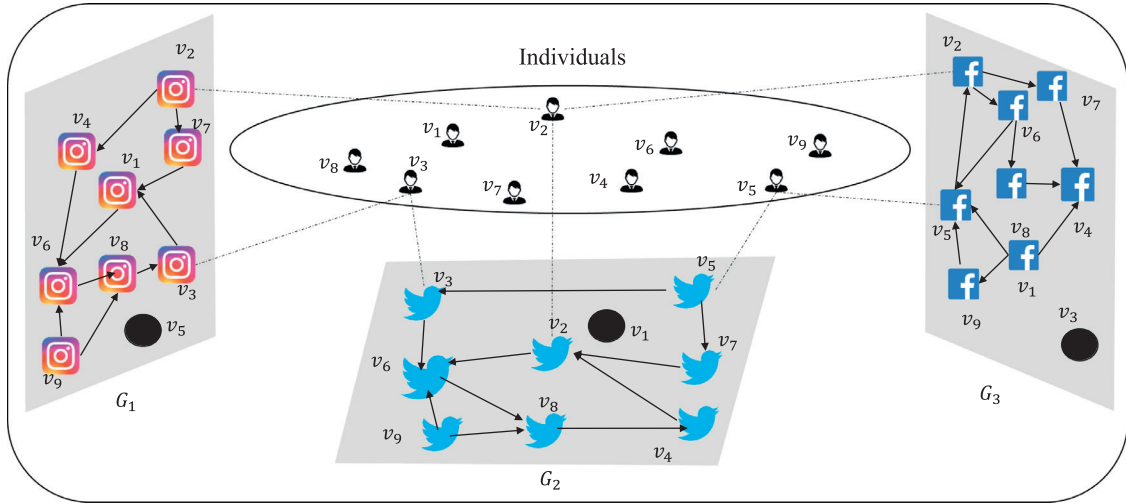 Individuals
v₂
v₄
v₇
v₁
v₆
v₈
v₃
v₅
v₉
G₁
v₁
v₂
v₆
v₉
v₈
v₃
v₇
v₄
v₅
v₃
v₅
v₂
v₁
v₇
v₆
v₈
v₉
v₄
G₂
v₂
v₇
v₆
v₅
v₈
v₄
v₁
v₉
v₃
G₃